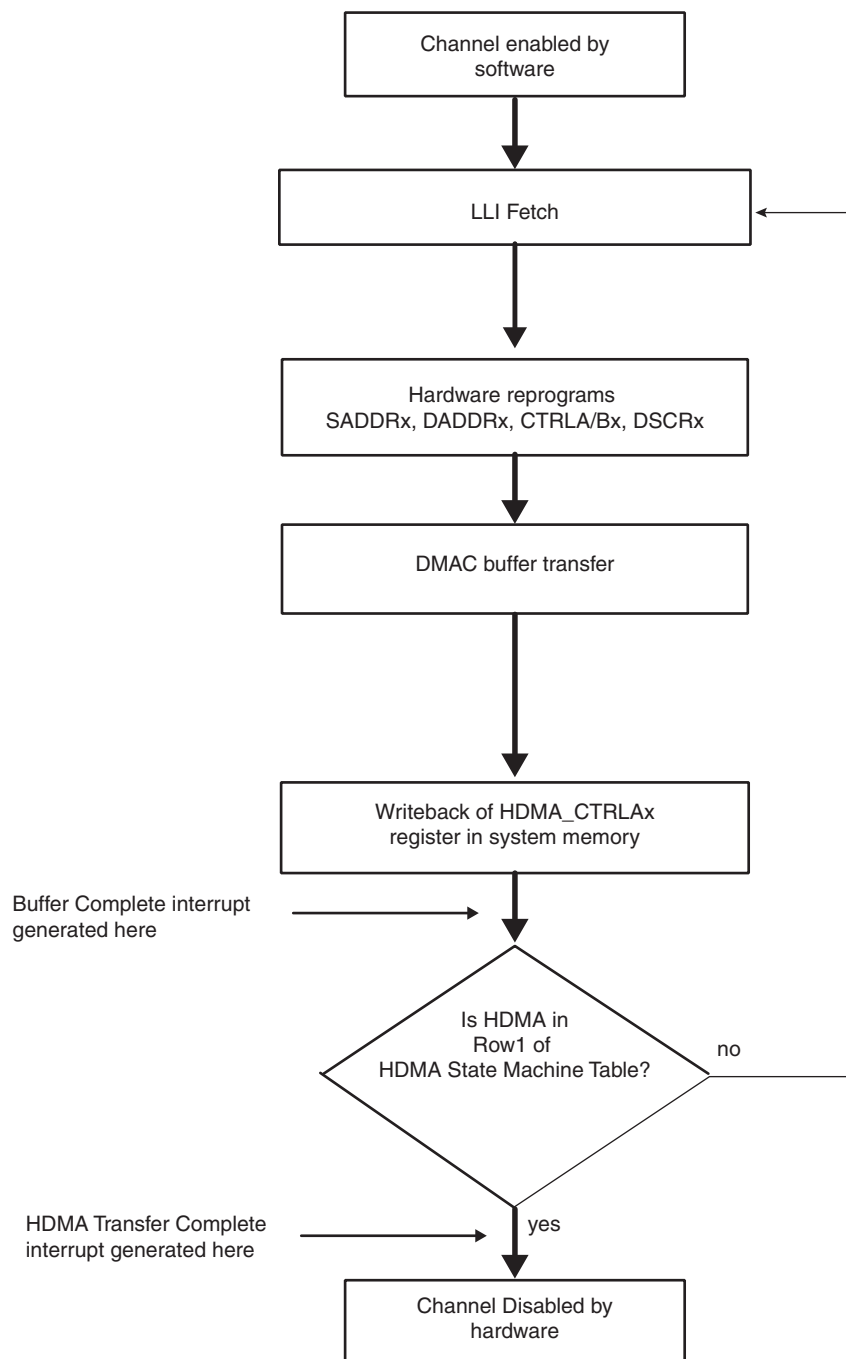 Channel enabled by
software
LLI Fetch
Hardware reprograms
SADDRx, DADDRx, CTRLA/Bx, DSCRx
DMAC buffer transfer
Writeback of HDMA_CTRLAx
register in system memory
Buffer Complete interrupt
generated here
Is HDMA in
Row1 of
HDMA State Machine Table?
no
HDMA Transfer Complete
interrupt generated here
yes
Channel Disabled by
hardware